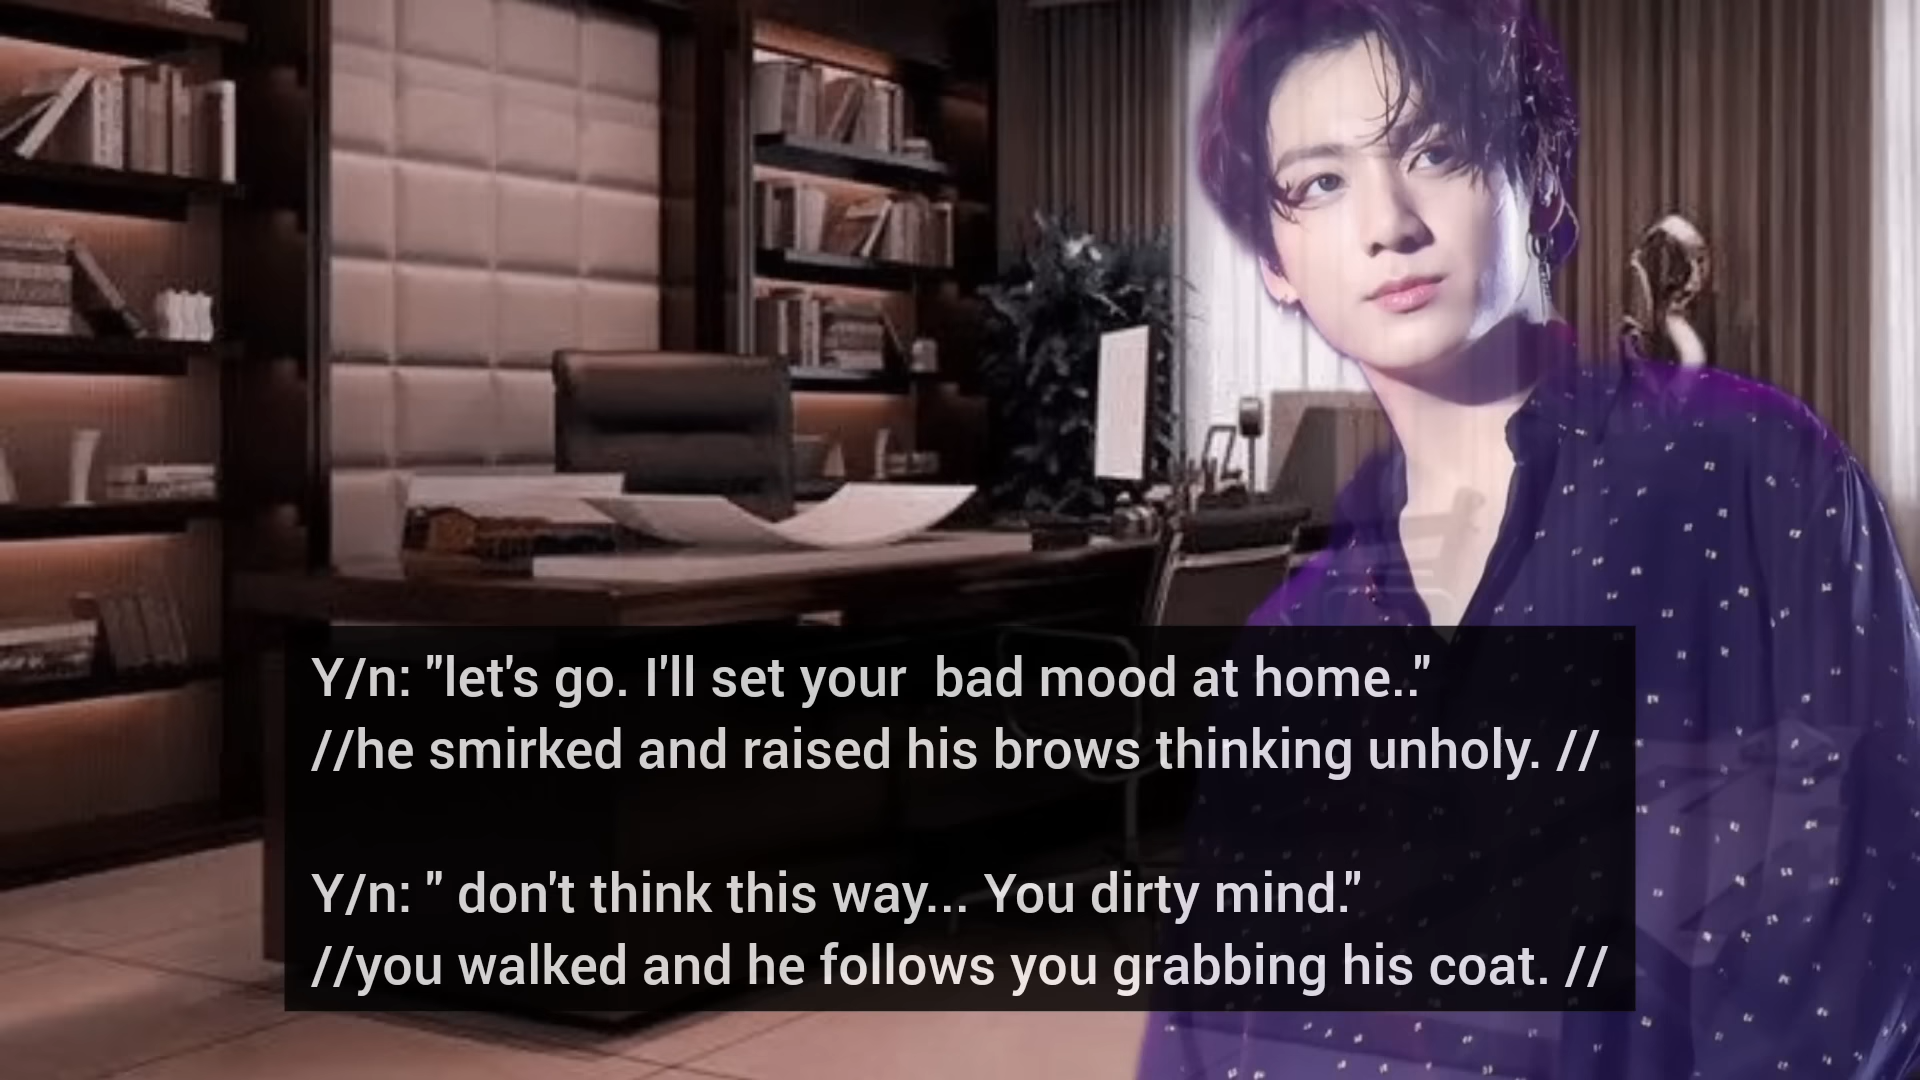 Y/n: "let's go. I'll set your  bad mood at home.."
//he smirked and raised his brows thinking unholy. //
Y/n: " don't think this way... You dirty mind."
//you walked and he follows you grabbing his coat. //